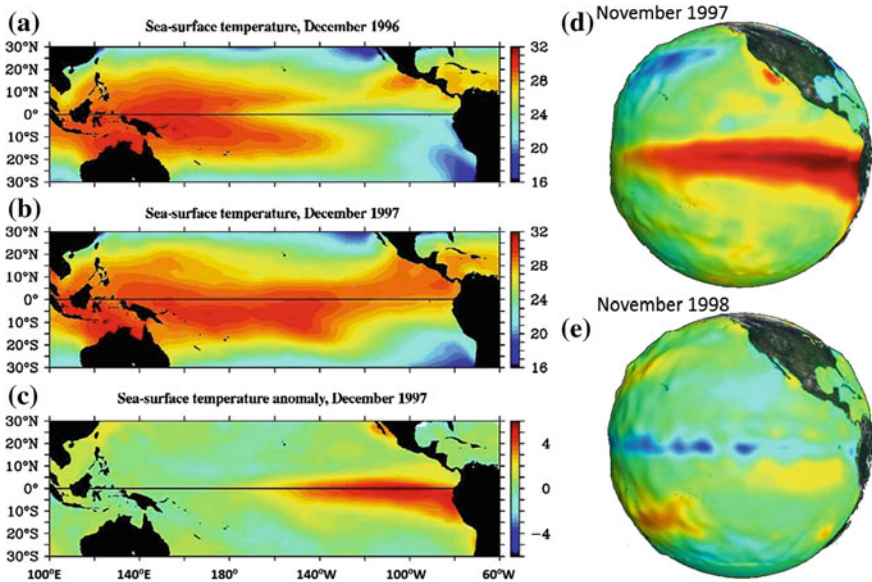 (a)
Sea-surface temperature, December 1996
30°N
20°N
10°N
0°
10°S
20°S
30°S
32
28
24
20
16
(b)
Sea-surface temperature, December 1997
30°N
20°N
10°N
0°
10°S
20°S
30°S
32
28
24
20
16
(c)
Sea-surface temperature anomaly, December 1997
30°N
20°N
10°N
0°
10°S
20°S
30°S
4
0
−4
100°E
140°E
180°W
140°W
100°W
60°W
(d)
November 1997
November 1998
(e)